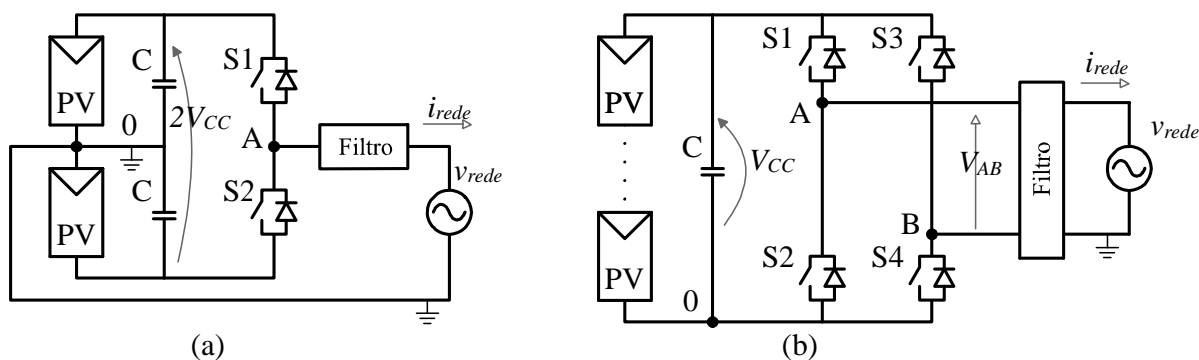 PV
PV
C
C
0
2VCC
S1
A
S2
Filtro
irede
vrede
(a)
PV
PV
C
0
VCC
S1
S3
A
S2
B
S4
VAB
Filtro
irede
vrede
(b)